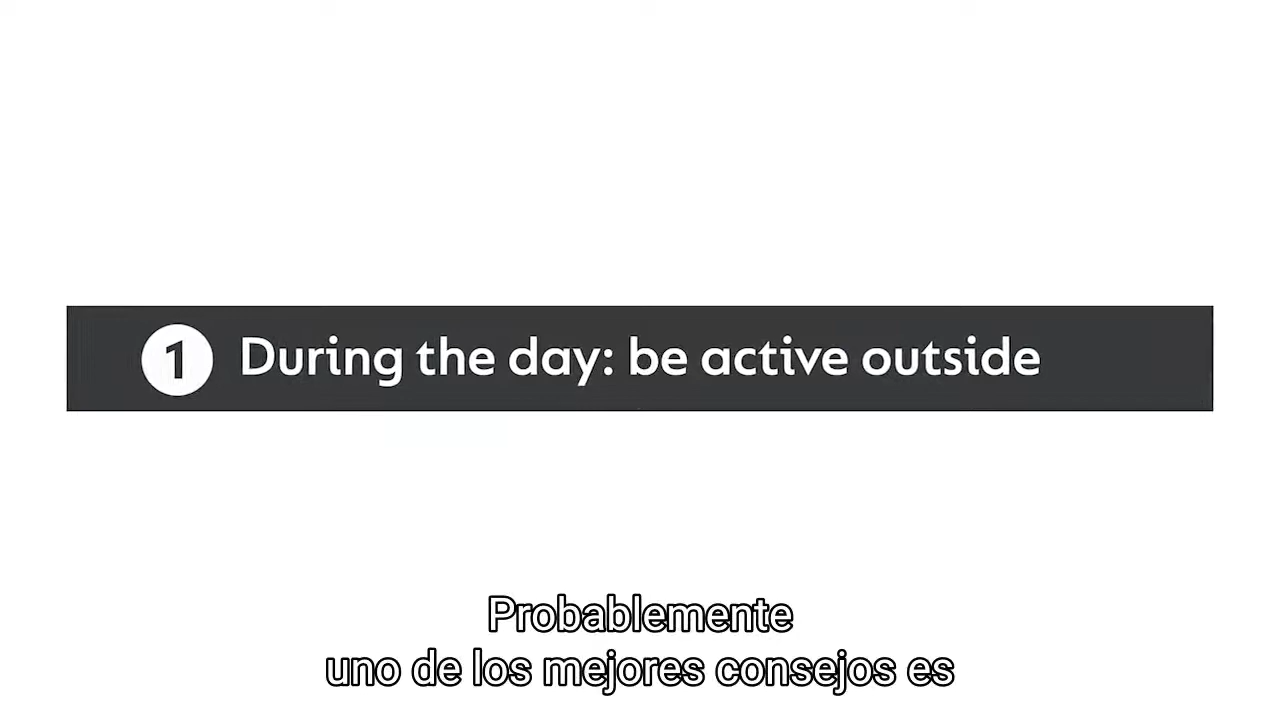 1 During the day: be active outside
Probablemente
uno de los mejores consejos es